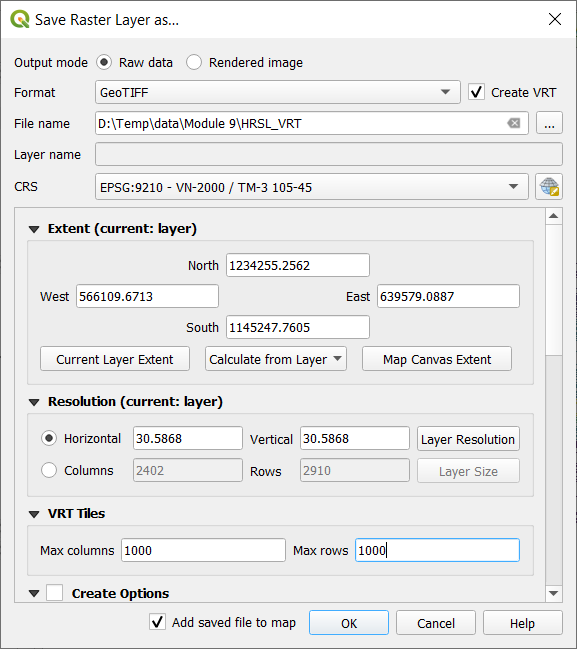 Save Raster Layer as...
Output mode Raw data Rendered image
Format GeoTIFF Create VRT
File name D:\Temp\data\Module 9\HRSL_VRT ...
Layer name
CRS EPSG:9210 - VN-2000 / TM-3 105-45
Extent (current: layer)
North 1234255.2562
West 566109.6713 East 639579.0887
South 1145247.7605
Current Layer Extent Calculate from Layer Map Canvas Extent
Resolution (current: layer)
Horizontal 30.5868 Vertical 30.5868 Layer Resolution
Columns 2402 Rows 2910 Layer Size
VRT Tiles
Max columns 1000 Max rows 1000
Create Options
Add saved file to map OK Cancel Help